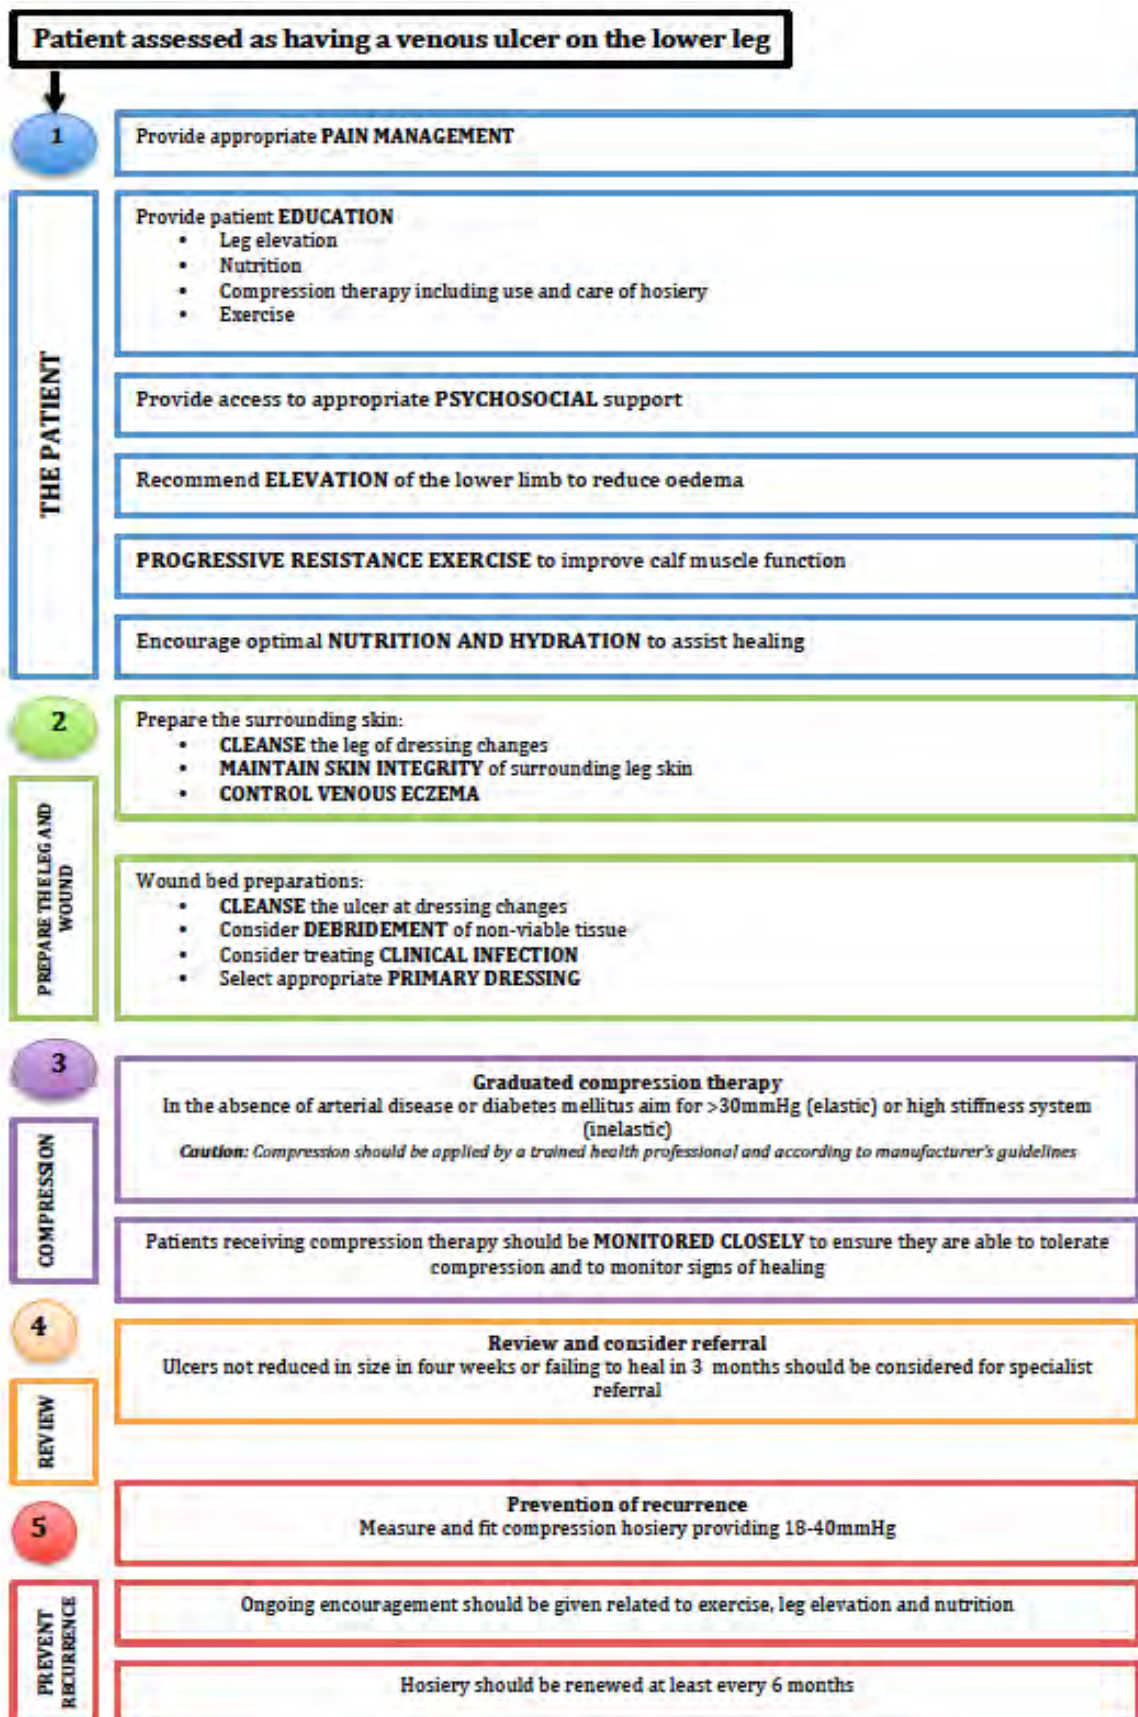 Patient assessed as having a venous ulcer on the lower leg
1
Provide appropriate PAIN MANAGEMENT
THE PATIENT
Provide patient EDUCATION
• Leg elevation
• Nutrition
• Compression therapy including use and care of hosiery
• Exercise
Provide access to appropriate PSYCHOSOCIAL support
Recommend ELEVATION of the lower limb to reduce oedema
PROGRESSIVE RESISTANCE EXERCISE to improve calf muscle function
Encourage optimal NUTRITION AND HYDRATION to assist healing
2
PREPARE THE LEG AND
WOUND
Prepare the surrounding skin:
• CLEANSE the leg of dressing changes
• MAINTAIN SKIN INTEGRITY of surrounding leg skin
• CONTROL VENOUS ECZEMA
Wound bed preparations:
• CLEANSE the ulcer at dressing changes
• Consider DEBRIDEMENT of non-viable tissue
• Consider treating CLINICAL INFECTION
• Select appropriate PRIMARY DRESSING
3
COMPRESSION
Graduated compression therapy
In the absence of arterial disease or diabetes mellitus aim for >30mmHg (elastic) or high stiffness system
(inelastic)
Caution: Compression should be applied by a trained health professional and according to manufacturer's guidelines
Patients receiving compression therapy should be MONITORED CLOSELY to ensure they are able to tolerate
compression and to monitor signs of healing
4
REVIEW
Review and consider referral
Ulcers not reduced in size in four weeks or failing to heal in 3 months should be considered for specialist
referral
5
PREVENT
RECURRENCE
Prevention of recurrence
Measure and fit compression hosiery providing 18-40mmHg
Ongoing encouragement should be given related to exercise, leg elevation and nutrition
Hosiery should be renewed at least every 6 months